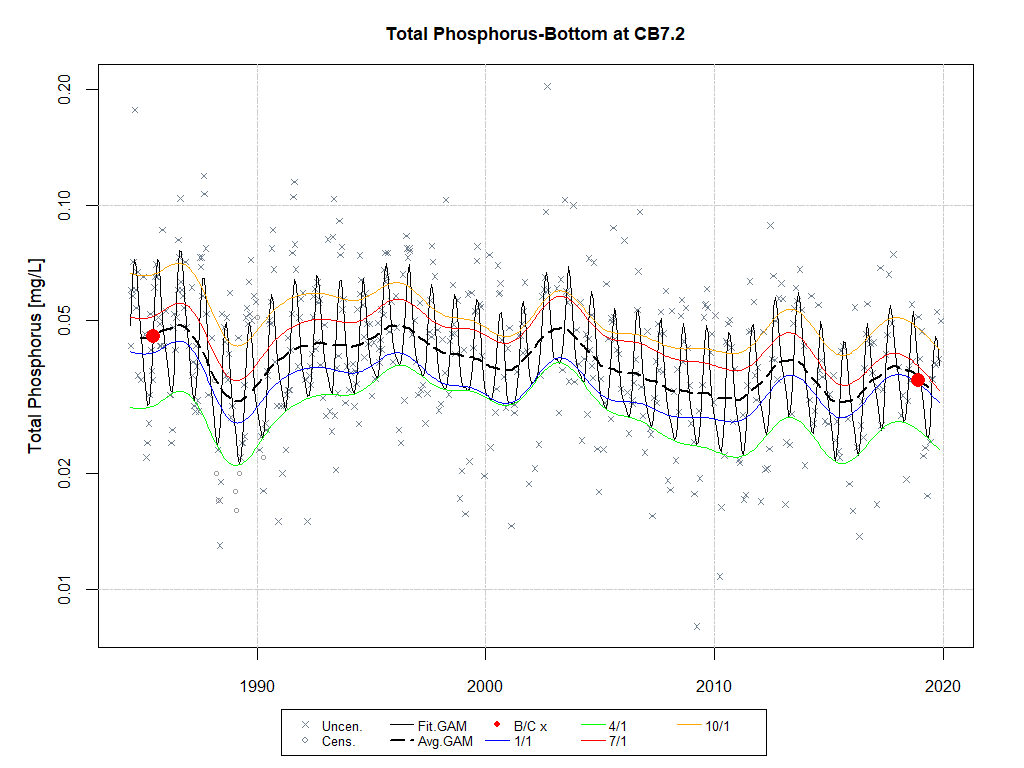 Total Phosphorus-Bottom at CB7.2
Total Phosphorus [mg/L]
0.20
0.10
0.05
0.02
0.01
1990 2000 2010 2020
Uncen. Fit.GAM B/C x 4/1 10/1
Cens. Avg.GAM 1/1 7/1